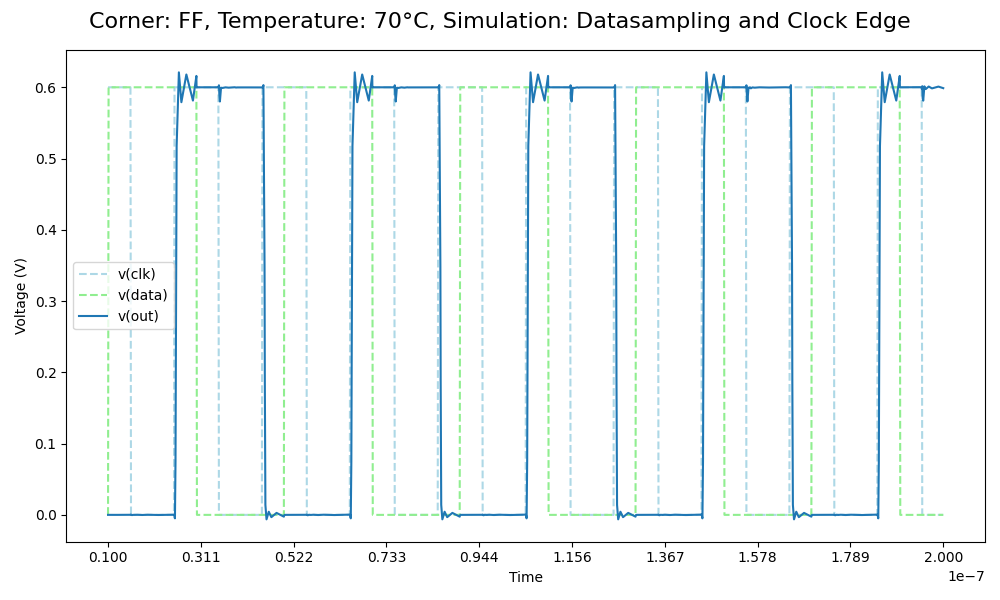 Corner: FF, Temperature: 70°C, Simulation: Datasampling and Clock Edge
Voltage (V)
0.6
0.5
0.4
0.3
0.2
0.1
0.0
v(clk)
v(data)
v(out)
0.100 0.311 0.522 0.733 0.944 1.156 1.367 1.578 1.789 2.000
Time
1e−7